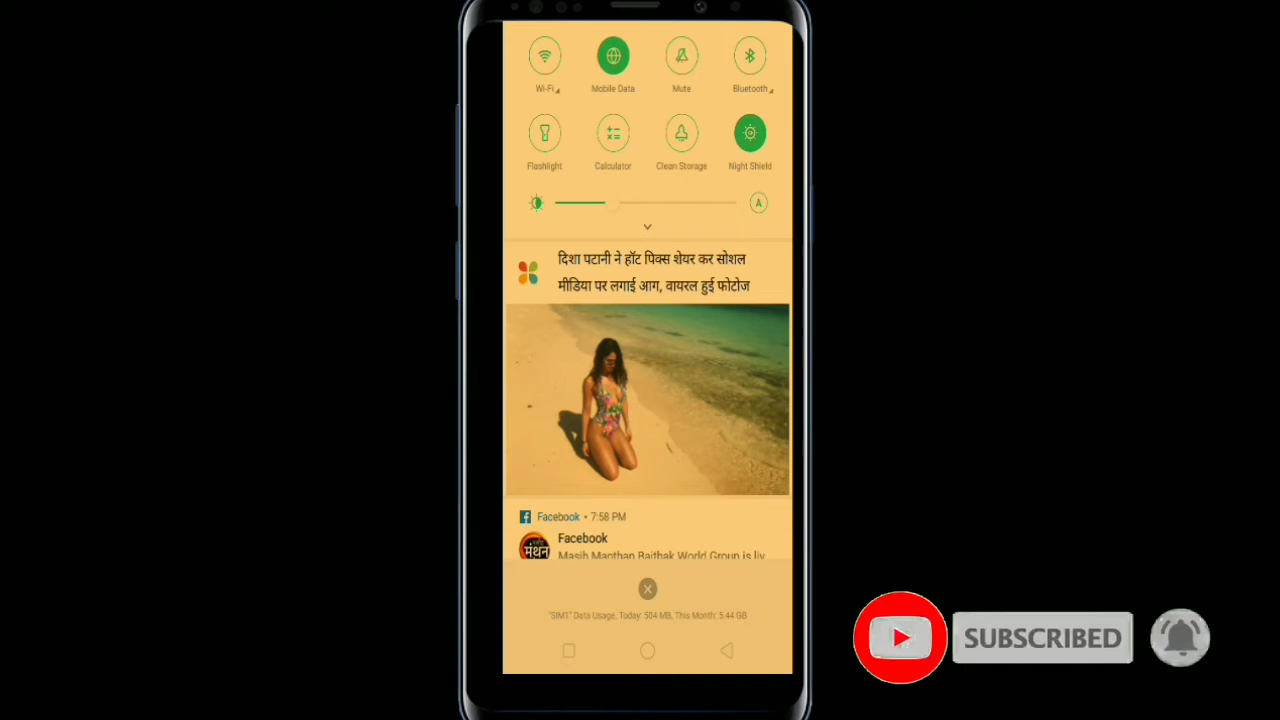 Wi-Fi
Mobile Data
Mute
Bluetooth
Flashlight
Calculator
Clean Storage
Night Shield
A
दिशा पटानी ने हॉट पिक्स शेयर कर सोशल
मीडिया पर लगाई आग, वायरल हुई फोटोज
Facebook • 7:58 PM
Facebook
मंथन
Masih Manthan Baithak World Group is liv
"SIM1" Data Usage, Today: 504 MB, This Month: 5.44 GB
SUBSCRIBED